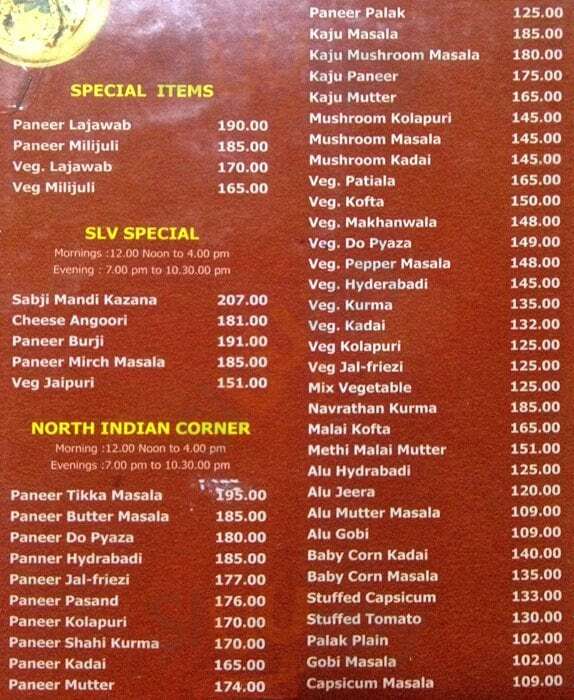 SPECIAL ITEMS
Paneer Lajawab 190.00
Paneer Milijuli 185.00
Veg. Lajawab 170.00
Veg Milijuli 165.00
SLV SPECIAL
Mornings :12.00 Noon to 4.00 pm
Evening : 7.00 pm to 10.30.00 pm
Sabji Mandi Kazana 207.00
Cheese Angoori 181.00
Paneer Burji 191.00
Paneer Mirch Masala 185.00
Veg Jaipuri 151.00
NORTH INDIAN CORNER
Morning :12.00 Noon to 4.00 pm
Evenings :7.00 pm to 10.30.00 pm
Paneer Tikka Masala 195.00
Paneer Butter Masala 185.00
Paneer Do Pyaza 180.00
Panner Hydrabadi 185.00
Paneer Jal-friezi 177.00
Paneer Pasand 176.00
Paneer Kolapuri 170.00
Paneer Shahi Kurma 170.00
Paneer Kadai 165.00
Paneer Mutter 174.00
Paneer Palak 125.00
Kaju Masala 185.00
Kaju Mushroom Masala 180.00
Kaju Paneer 175.00
Kaju Mutter 165.00
Mushroom Kolapuri 145.00
Mushroom Masala 145.00
Mushroom Kadai 145.00
Veg. Patiala 165.00
Veg. Kofta 150.00
Veg. Makhanwala 148.00
Veg. Do Pyaza 149.00
Veg. Pepper Masala 148.00
Veg. Hyderabadi 145.00
Veg. Kurma 135.00
Veg. Kadai 132.00
Veg Kolapuri 125.00
Veg Jal-friezi 125.00
Mix Vegetable 125.00
Navrathan Kurma 185.00
Malai Kofta 165.00
Methi Malai Mutter 151.00
Alu Hydrabadi 125.00
Alu Jeera 120.00
Alu Mutter Masala 109.00
Alu Gobi 109.00
Baby Corn Kadai 140.00
Baby Corn Masala 135.00
Stuffed Capsicum 133.00
Stuffed Tomato 130.00
Palak Plain 102.00
Gobi Masala 102.00
Capsicum Masala 109.00